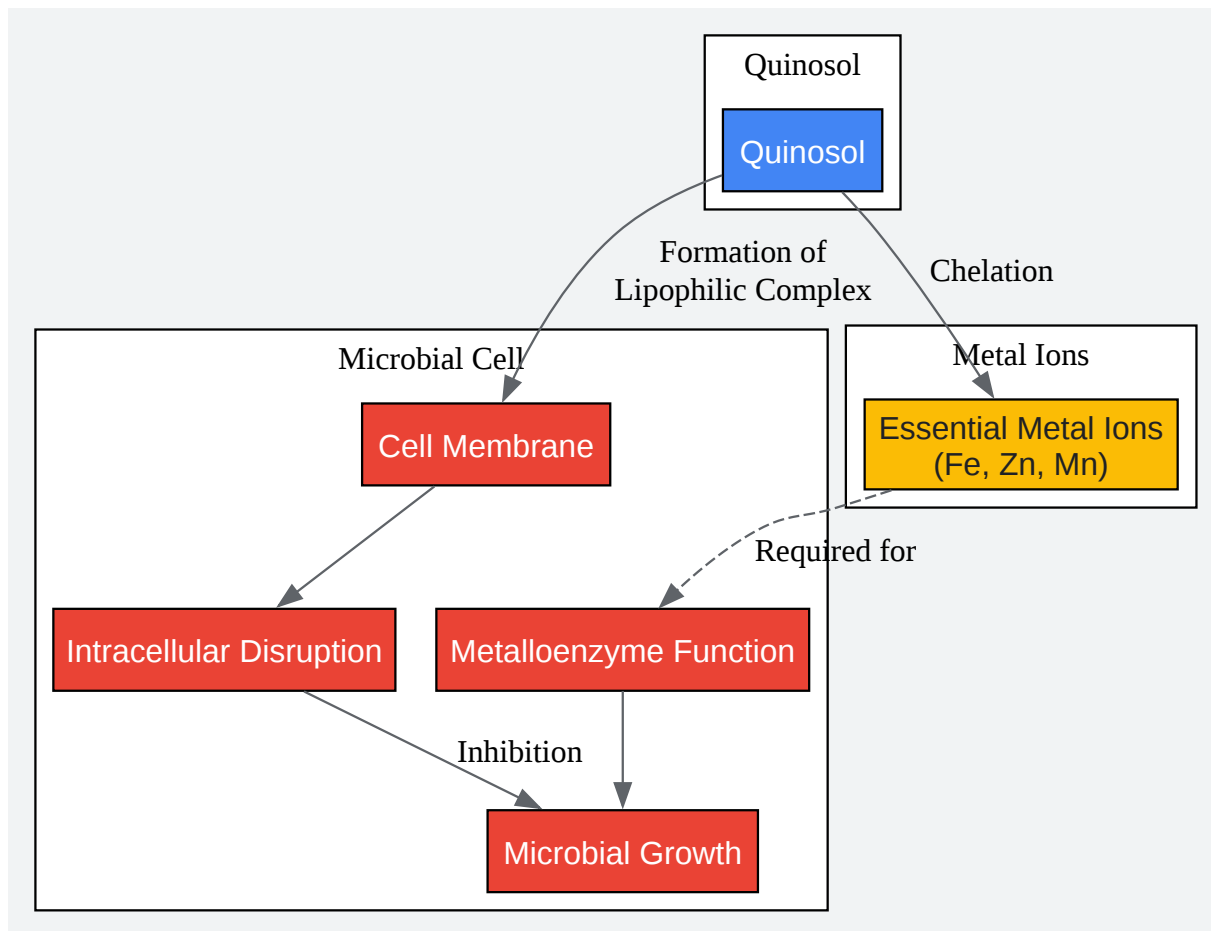 Quinosol
Quinosol
Formation of
Lipophilic Complex
Chelation
Microbial Cell
Metal Ions
Cell Membrane
Essential Metal Ions
(Fe, Zn, Mn)
Required for
Intracellular Disruption
Metalloenzyme Function
Inhibition
Microbial Growth